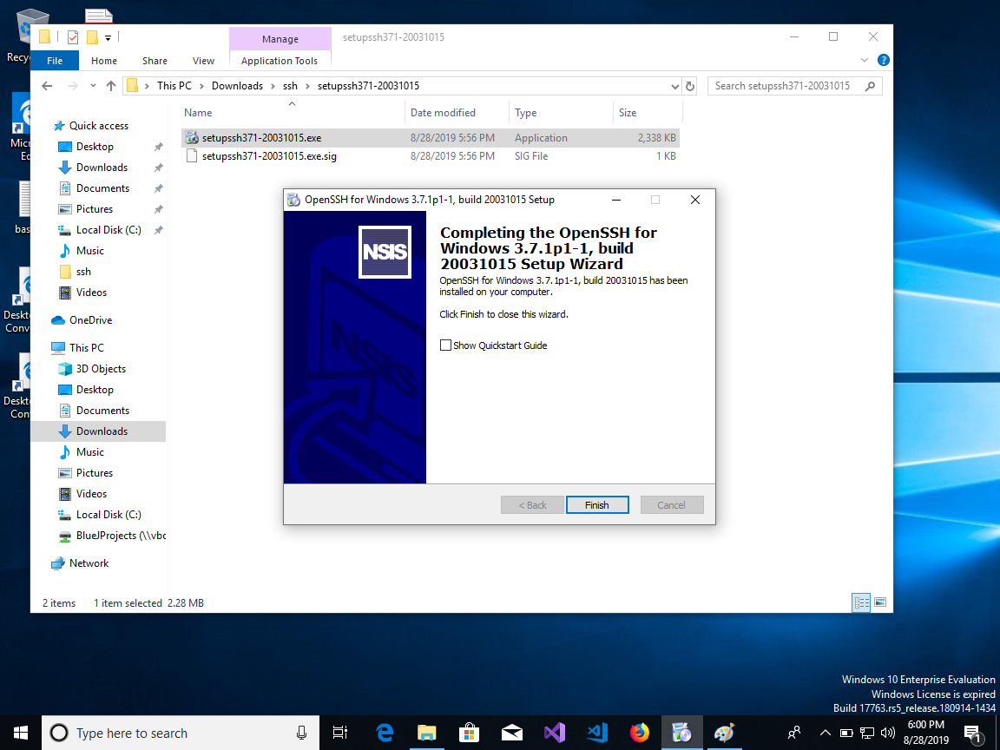 Recy
Manage
setupssh371-20031015
File
Home
Share
View
Application Tools
This PC
Downloads
ssh
setupssh371-20031015
Search setupssh371-20031015
Name
Date modified
Type
Size
setupssh371-20031015.exe
8/28/2019 5:56 PM
Application
2,338 KB
setupssh371-20031015.exe.sig
8/28/2019 5:56 PM
SIG File
1 KB
Quick access
Desktop
Downloads
Documents
Pictures
Local Disk (C:)
Music
ssh
Videos
OneDrive
This PC
3D Objects
Desktop
Documents
Downloads
Music
Pictures
Videos
Local Disk (C:)
BlueJProjects (\\vbo
Network
Micr
Ed
bas
Deskt
Conv
Deskt
Con
OpenSSH for Windows 3.7.1p1-1, build 20031015 Setup
NSIS
NSIS
Completing the OpenSSH for
Windows 3.7.1p1-1, build
20031015 Setup Wizard
OpenSSH for Windows 3.7.1p1-1, build 20031015 has been
installed on your computer.
Click Finish to close this wizard.
Show Quickstart Guide
< Back
Finish
Cancel
2 items
1 item selected 2.28 MB
Windows 10 Enterprise Evaluation
Windows License is expired
Build 17763.rs5_release.180914-1434
Type here to search
6:00 PM
8/28/2019
1